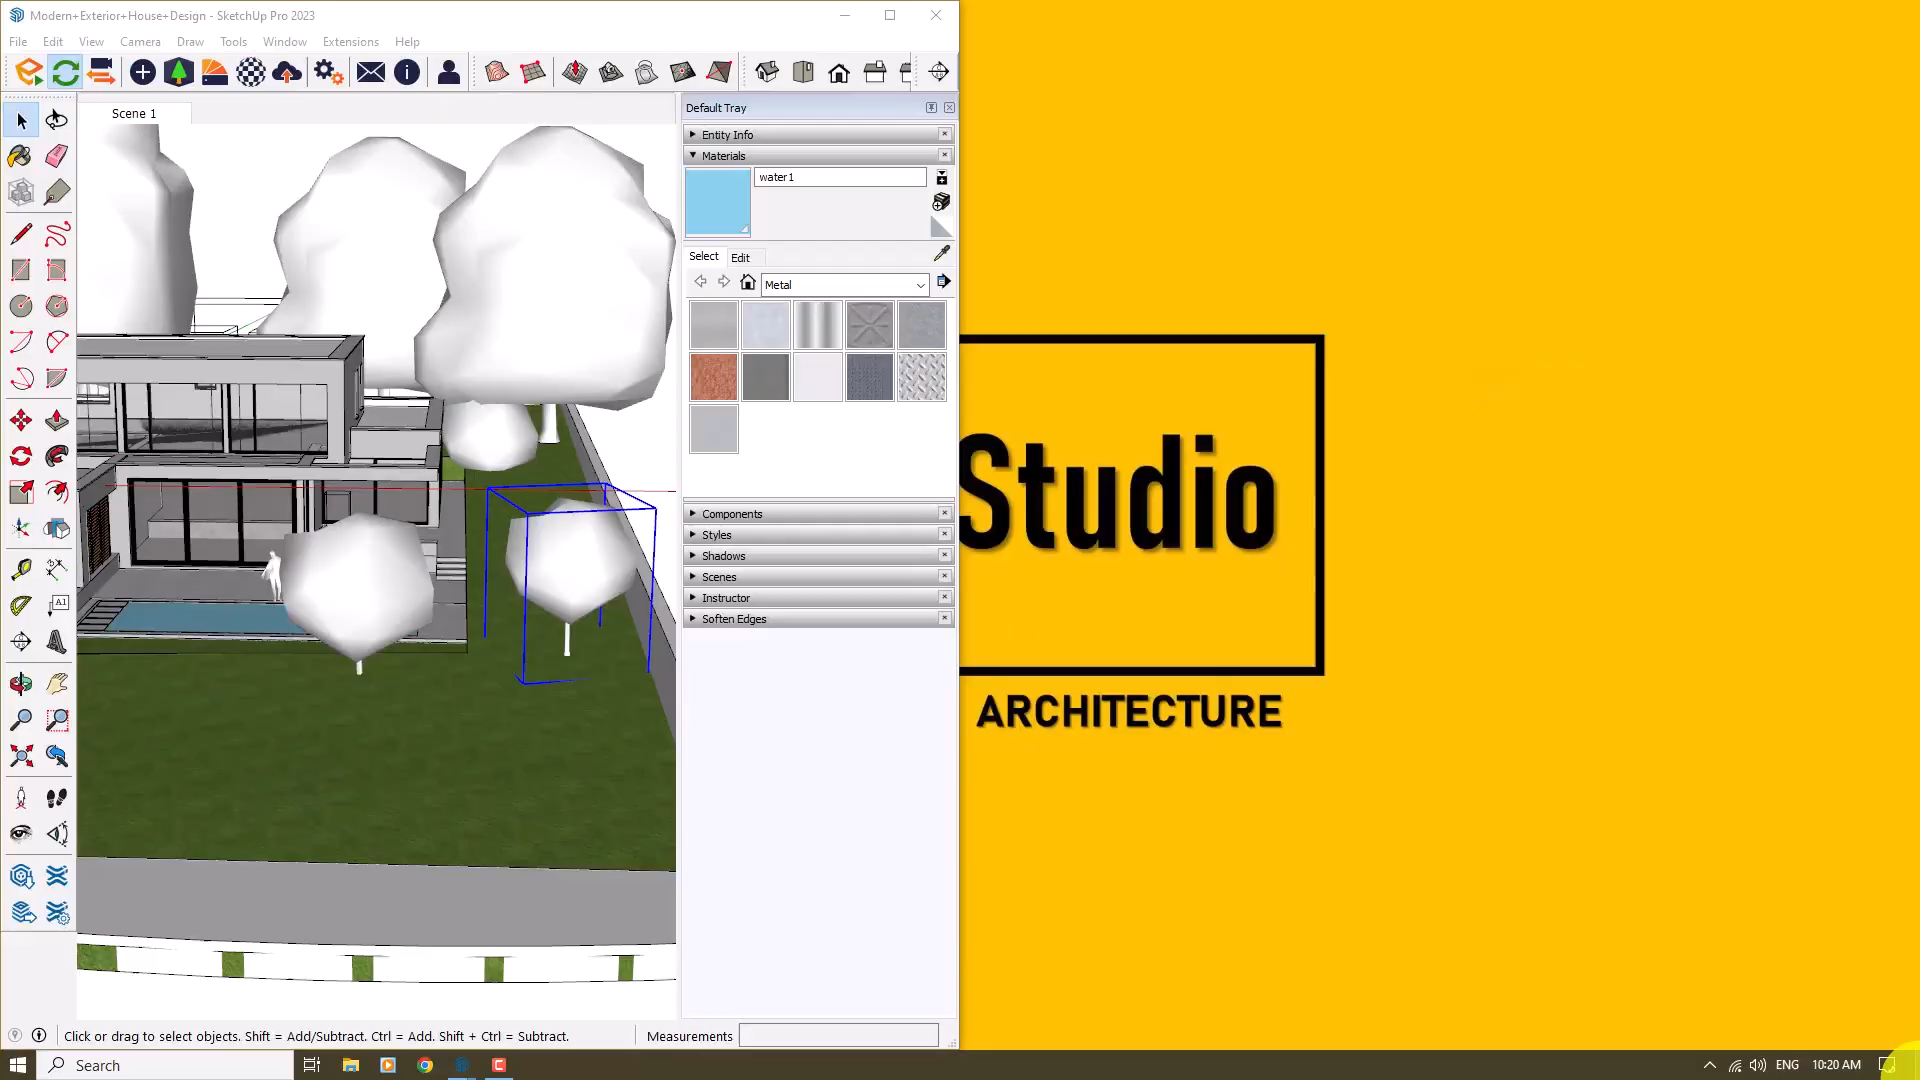 Modern+Exterior+House+Design - SketchUp Pro 2023
File Edit View Camera Draw Tools Window Extensions Help
Scene 1
Default Tray
Entity Info
Materials
water1
Select Edit
Metal
Components
Styles
Shadows
Scenes
Instructor
Soften Edges
A1
Studio
ARCHITECTURE
Click or drag to select objects. Shift = Add/Subtract. Ctrl = Add. Shift + Ctrl = Subtract.
Measurements
Search
ENG 10:20 AM